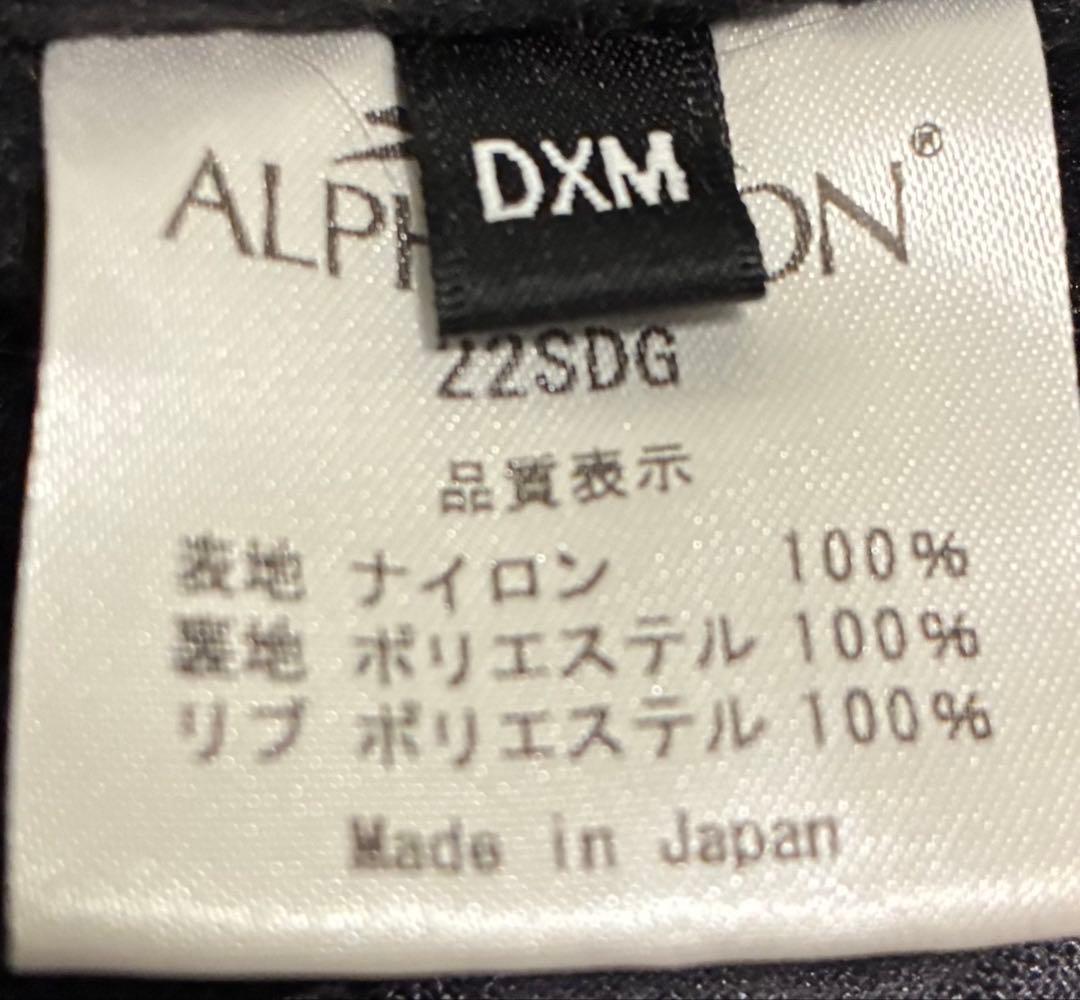 DXM
22SDG
品質表示
表地 ナイロン 100%
裏地 ポリエステル 100%
リブ ポリエステル 100%
Made in Japan